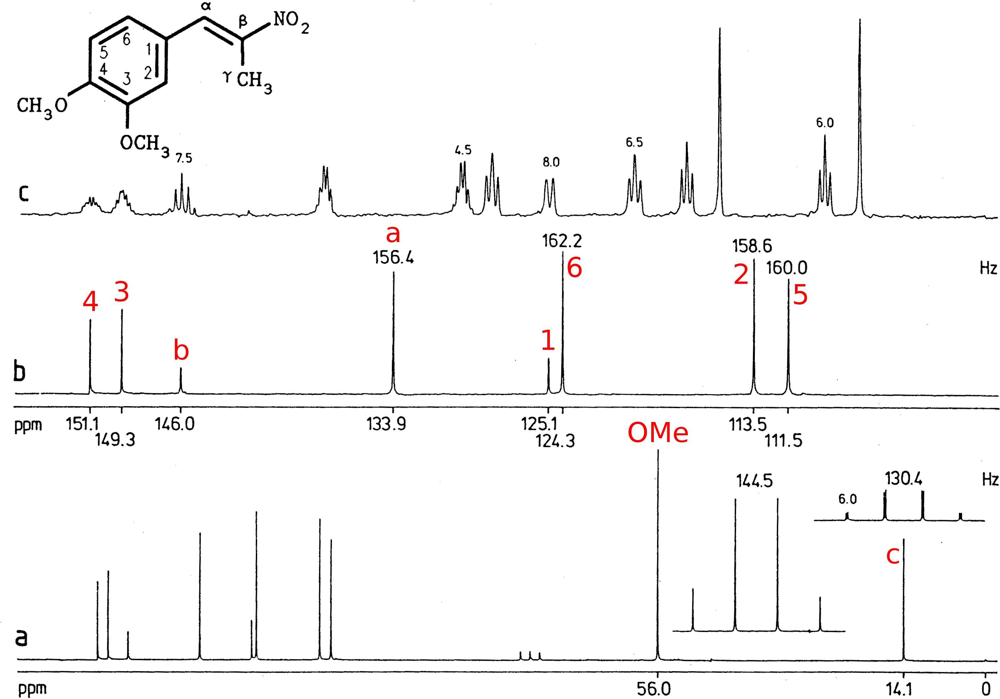 α
β
NO2
6
5
1
4
3
2
γ CH3
CH3O
OCH3
7.5
4.5
8.0
6.5
6.0
c
a
156.4
162.2
6
158.6
2
160.0
5
Hz
4
3
b
1
b
ppm
151.1
149.3
146.0
133.9
125.1
124.3
113.5
111.5
OMe
144.5
6.0
130.4
Hz
c
a
ppm
56.0
14.1
0